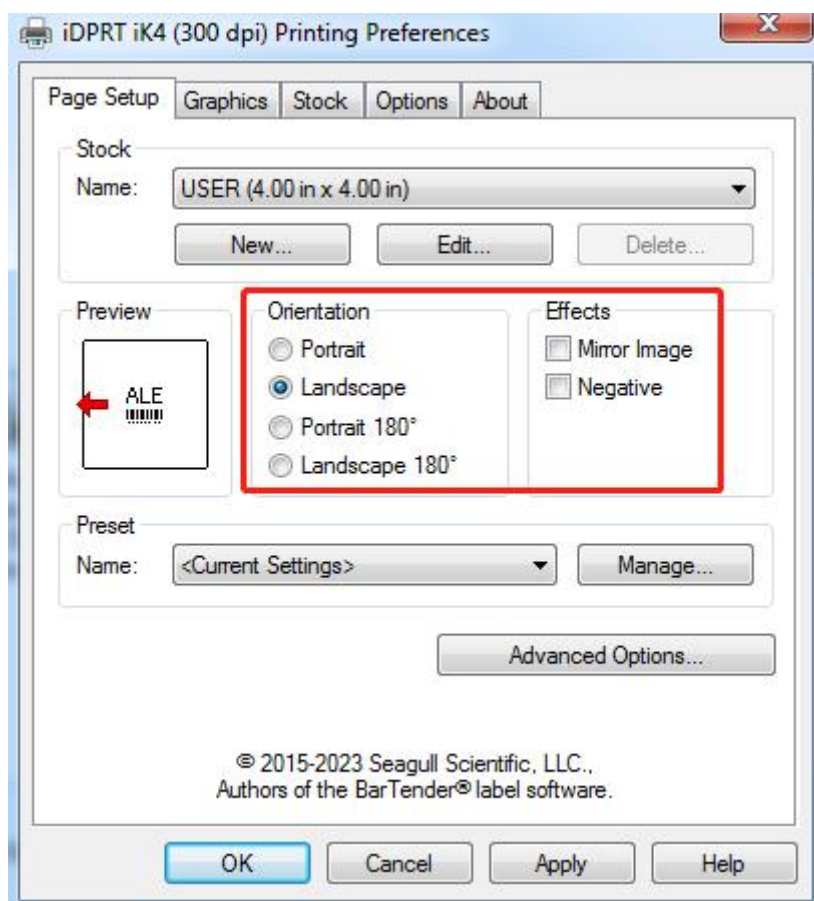 iDPRT iK4 (300 dpi) Printing Preferences
Page Setup Graphics Stock Options About
Stock
Name: USER (4.00 in x 4.00 in)
New... Edit... Delete...
Preview
ALE
Orientation
Portrait
Landscape
Portrait 180°
Landscape 180°
Effects
Mirror Image
Negative
Preset
Name: <Current Settings> Manage...
Advanced Options...
© 2015-2023 Seagull Scientific, LLC.,
Authors of the BarTender® label software.
OK Cancel Apply Help